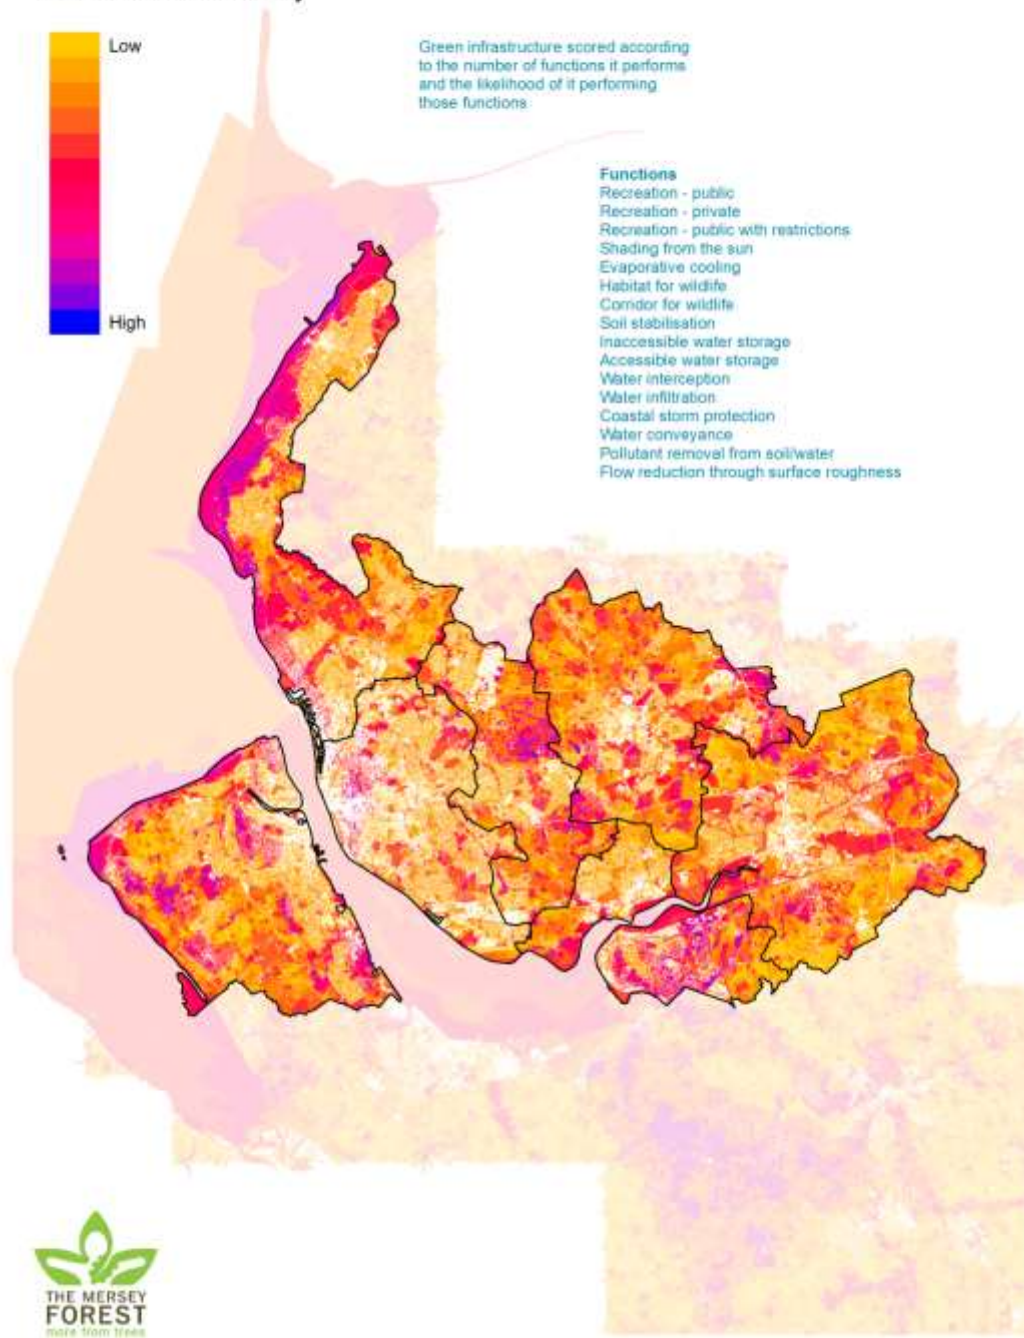 Low
High
Green infrastructure scored according
to the number of functions it performs
and the likelihood of it performing
those functions
Functions
Recreation - public
Recreation - private
Recreation - public with restrictions
Shading from the sun
Evaporative cooling
Habitat for wildlife
Corridor for wildlife
Soil stabilisation
Inaccessible water storage
Accessible water storage
Water interception
Water infiltration
Coastal storm protection
Water conveyance
Pollutant removal from soil/water
Flow reduction through surface roughness
THE MERSEY
FOREST
more from trees